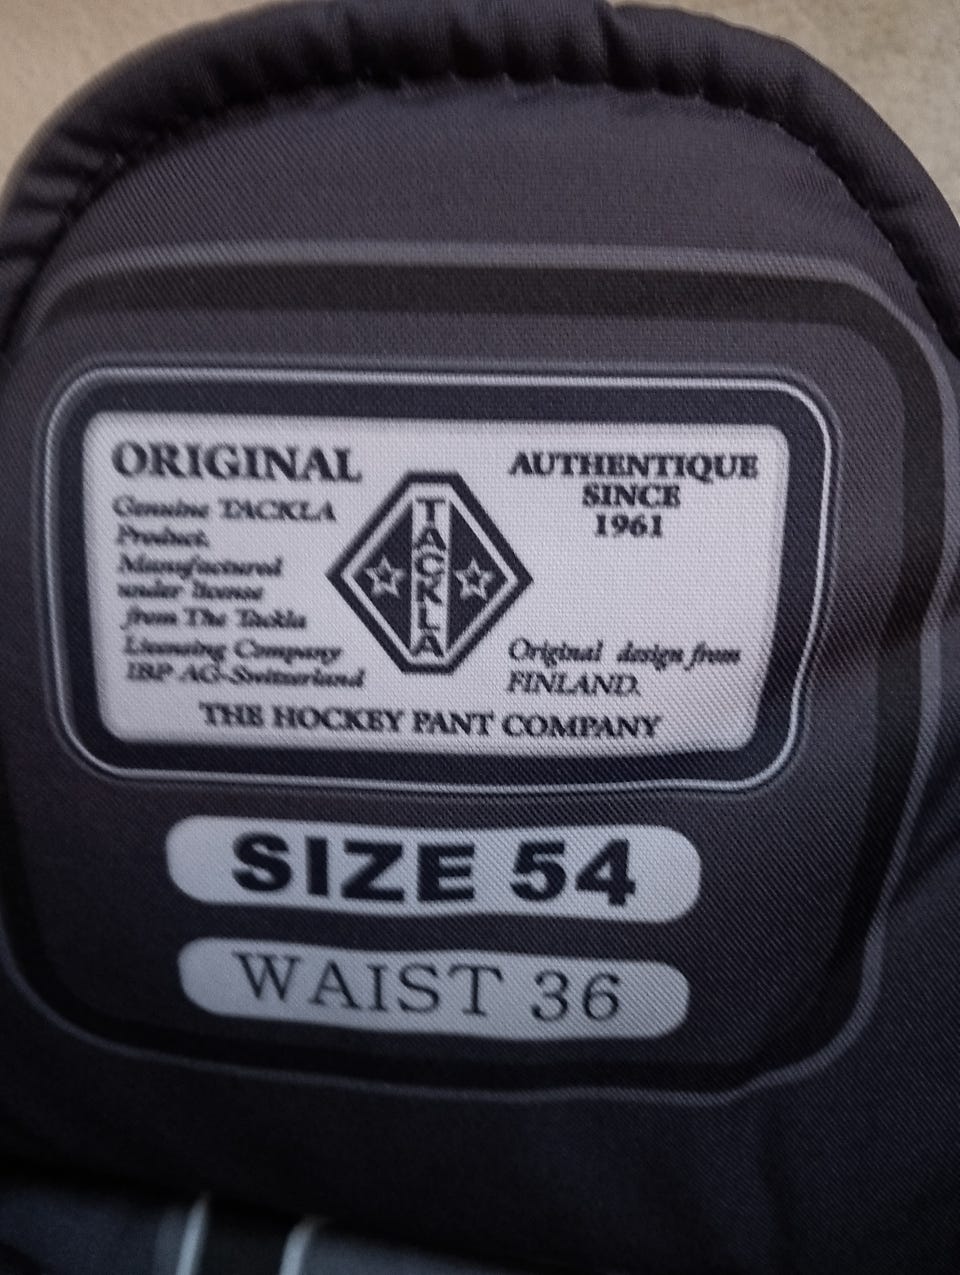 ORIGINAL
Genuine TACKLA
Product.
Manufactured
under license
from The Tackla
Licensing Company
IBP AG-Switzerland
TACKLA
AUTHENTIQUE
SINCE
1961
Original design from
FINLAND.
THE HOCKEY PANT COMPANY
SIZE 54
WAIST 36